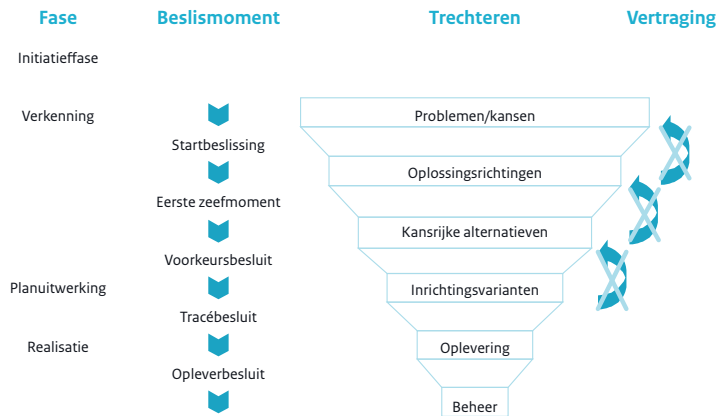 Fase Beslismoment Trechteren Vertraging
Initiatieffase
Verkenning Problemen/kansen
Startbeslissing
Oplossingsrichtingen
Eerste zeefmoment
Kansrijke alternatieven
Voorkeursbesluit
Planuitwerking Inrichtingsvarianten
Tracébesluit
Realisatie Oplevering
Opleverbesluit
Beheer